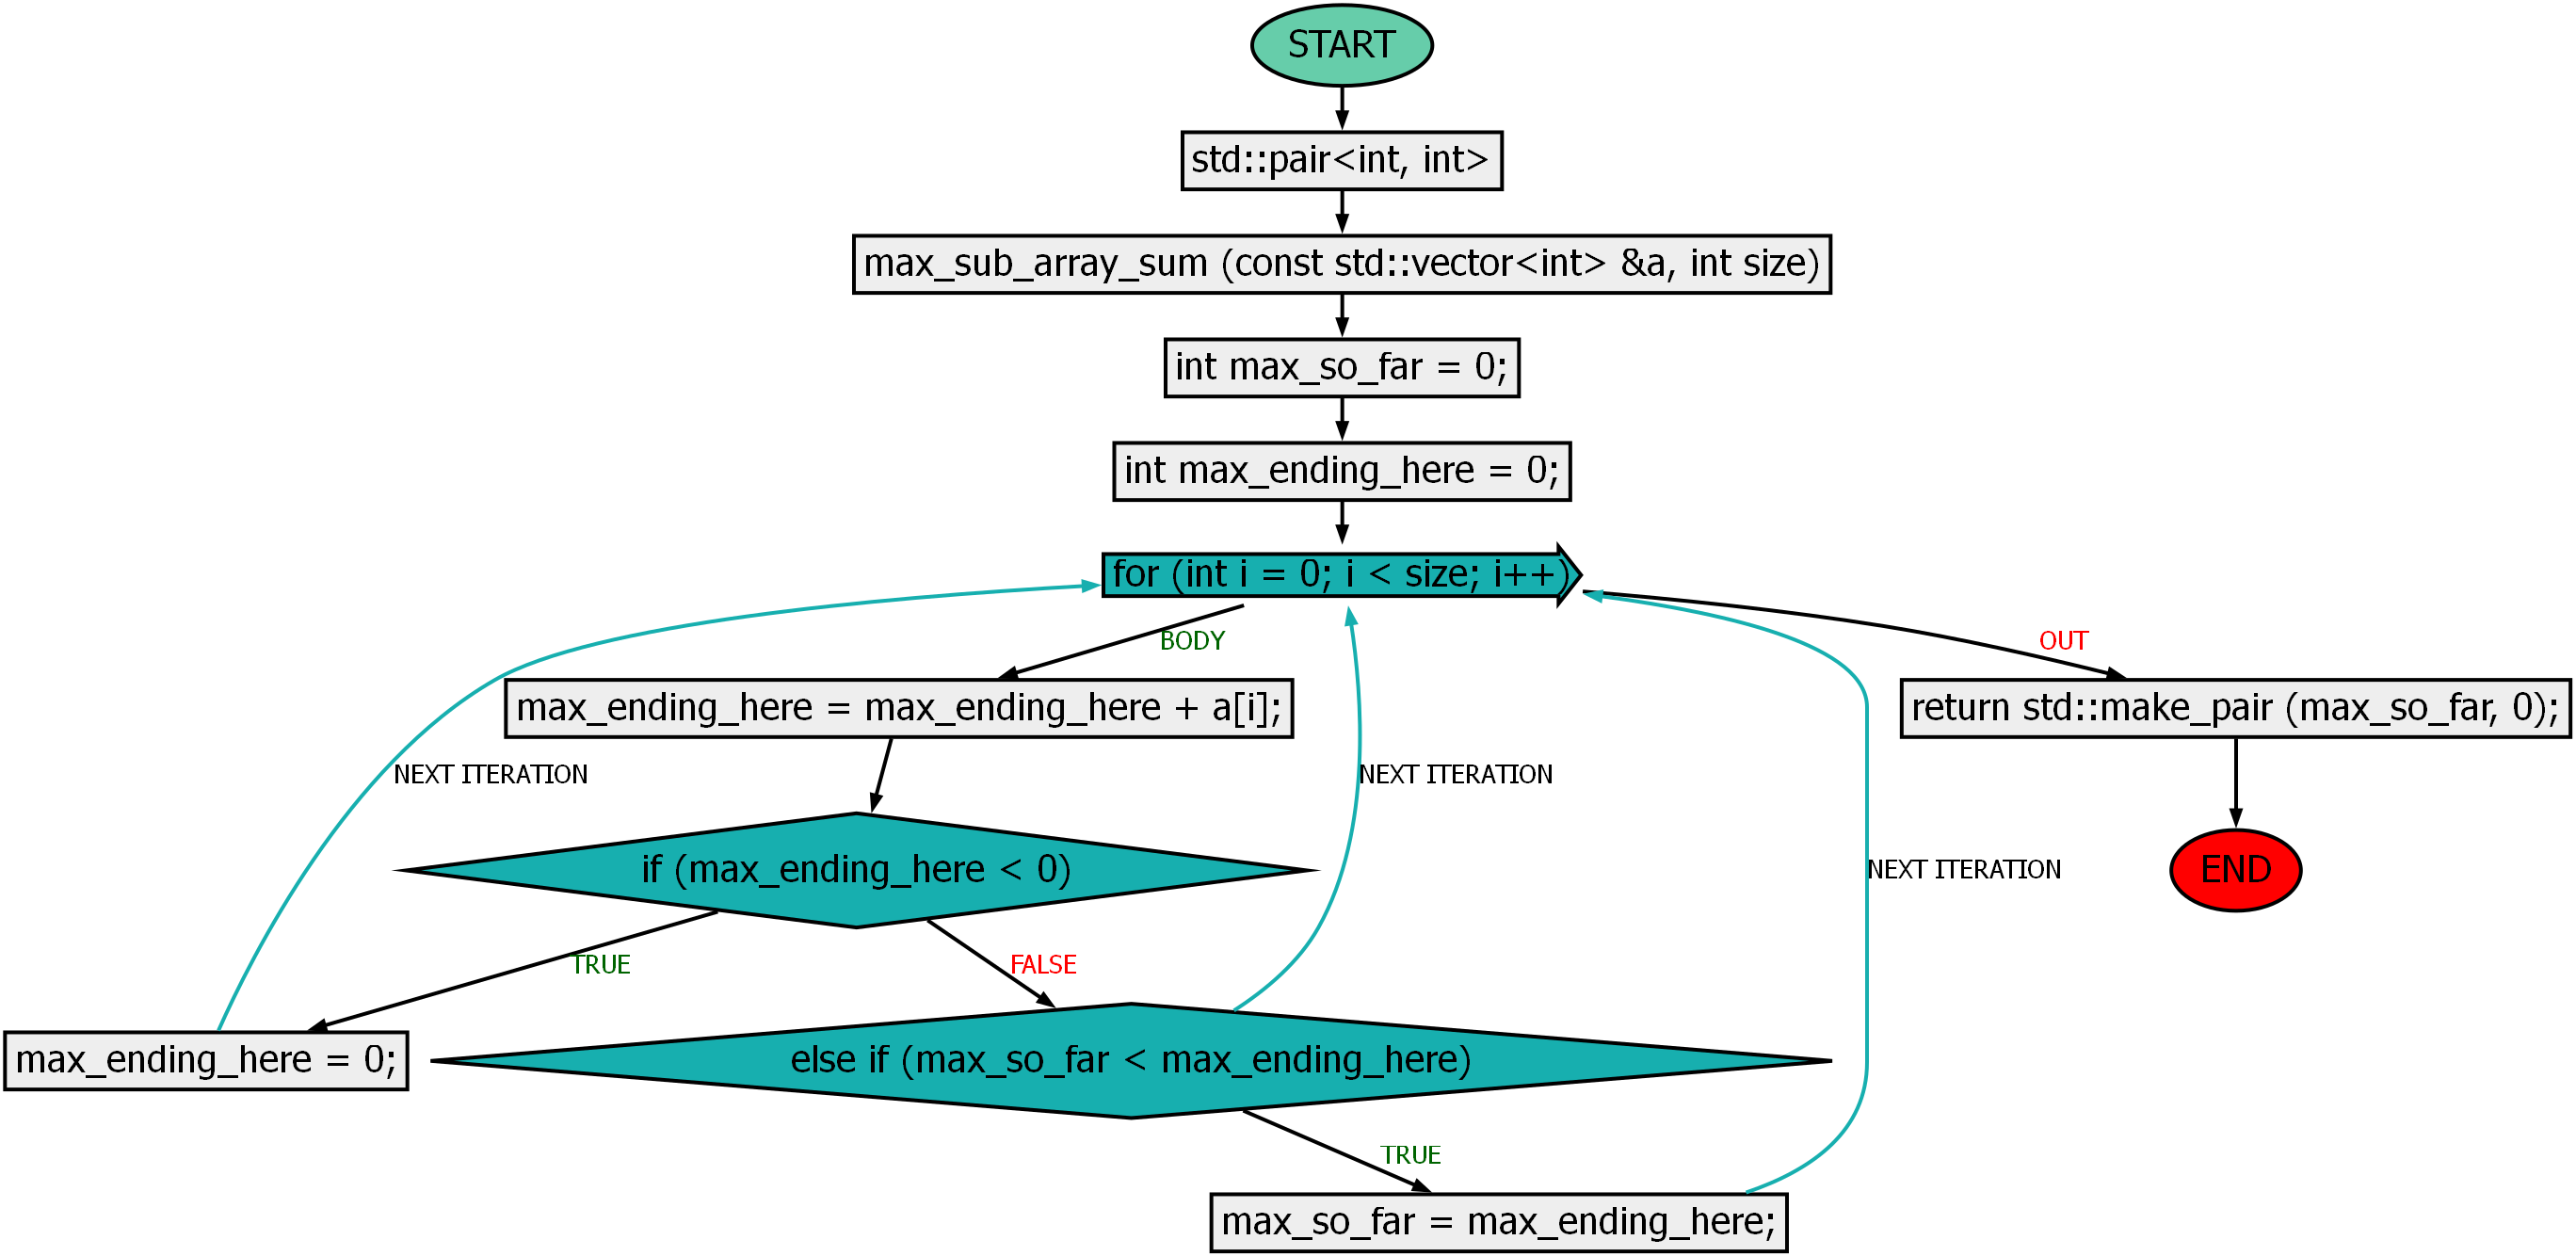 START
std::pair<int, int>
max_sub_array_sum (const std::vector<int> &a, int size)
int max_so_far = 0;
int max_ending_here = 0;
for (int i = 0; i < size; i++)
BODY
OUT
max_ending_here = max_ending_here + a[i];
return std::make_pair (max_so_far, 0);
NEXT ITERATION
NEXT ITERATION
if (max_ending_here < 0)
NEXT ITERATION
END
TRUE
FALSE
max_ending_here = 0;
else if (max_so_far < max_ending_here)
TRUE
max_so_far = max_ending_here;